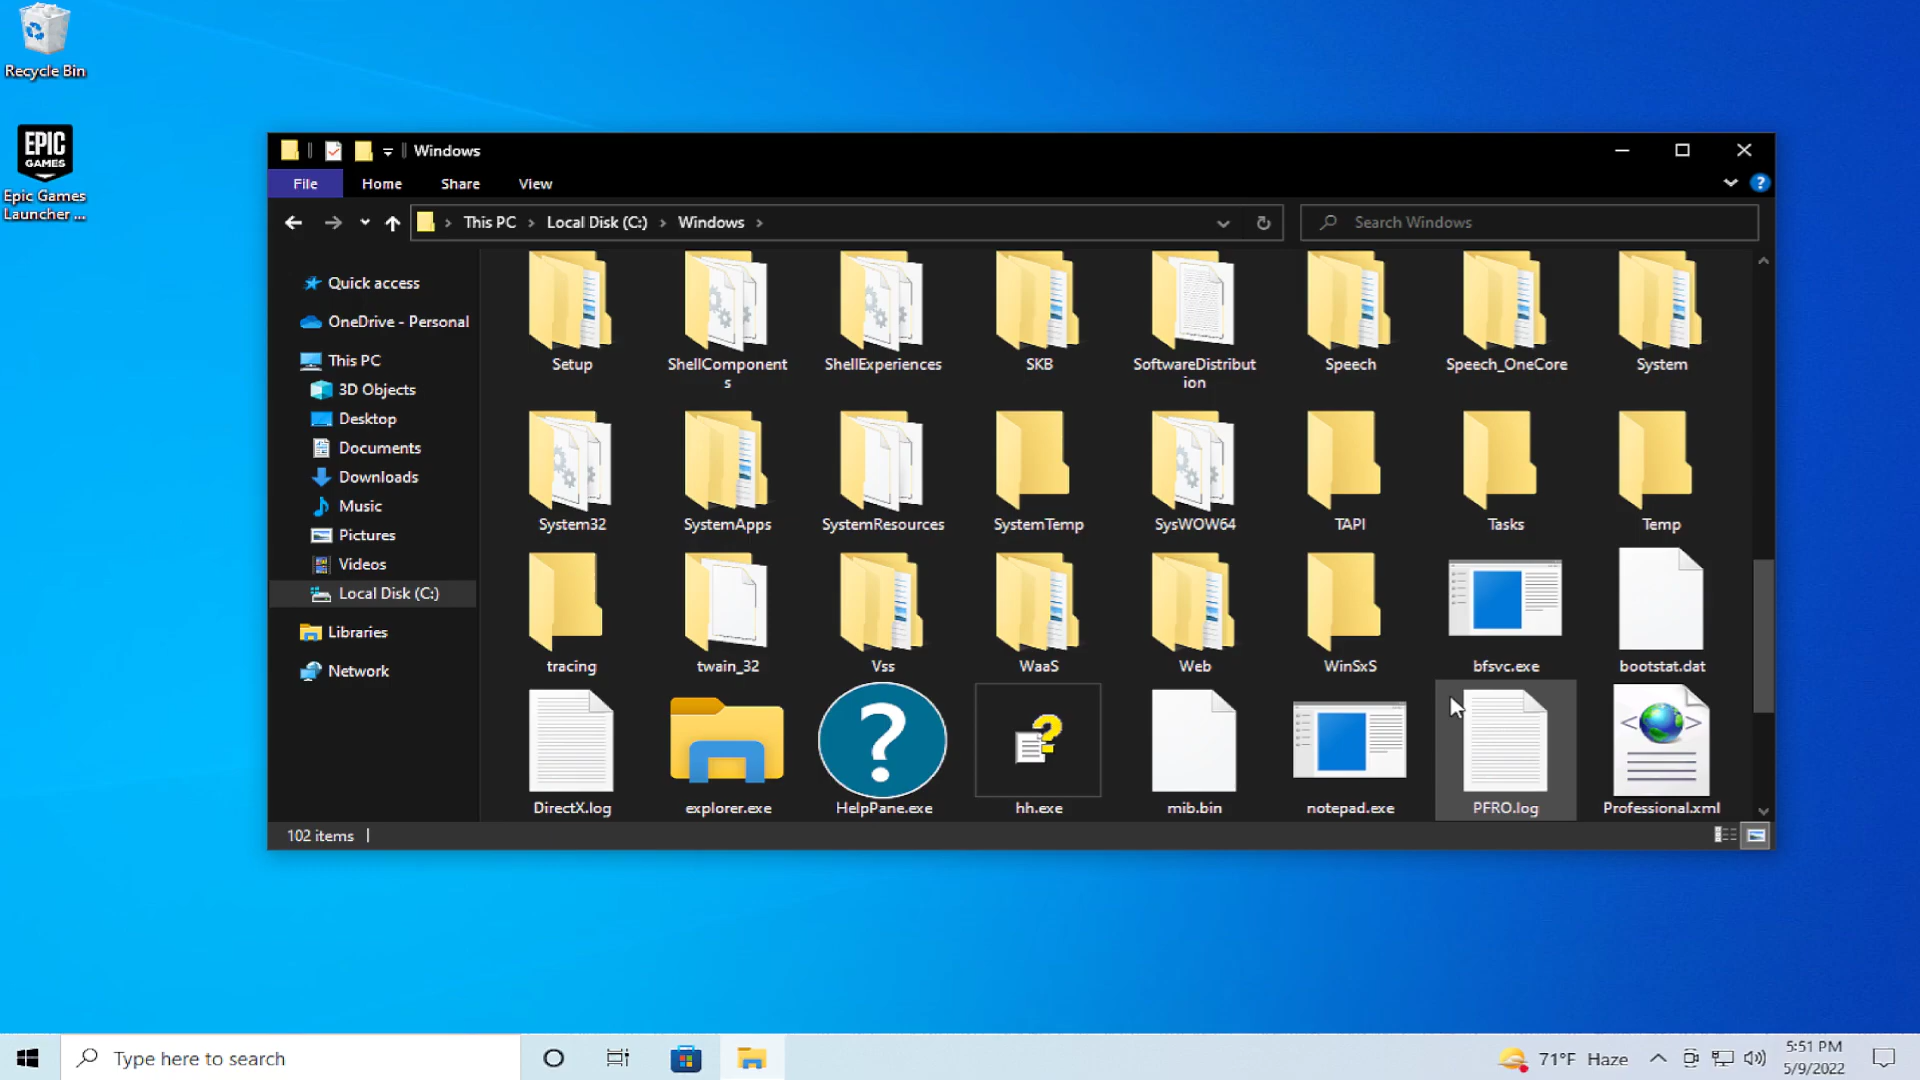 Recycle Bin
EPIC
GAMES
Epic Games
Launcher ...
Windows
File
Home
Share
View
This PC
Local Disk (C:)
Windows
Search Windows
Quick access
OneDrive - Personal
This PC
3D Objects
Desktop
Documents
Downloads
Music
Pictures
Videos
Local Disk (C:)
Libraries
Network
Setup
ShellComponent
s
ShellExperiences
SKB
SoftwareDistribut
ion
Speech
Speech_OneCore
System
System32
SystemApps
SystemResources
SystemTemp
SysWOW64
TAPI
Tasks
Temp
tracing
twain_32
Vss
WaaS
Web
WinSxS
bfsvc.exe
bootstat.dat
DirectX.log
explorer.exe
HelpPane.exe
hh.exe
mib.bin
notepad.exe
PFRO.log
Professional.xml
102 items
Type here to search
71°F Haze
5:51 PM
5/9/2022